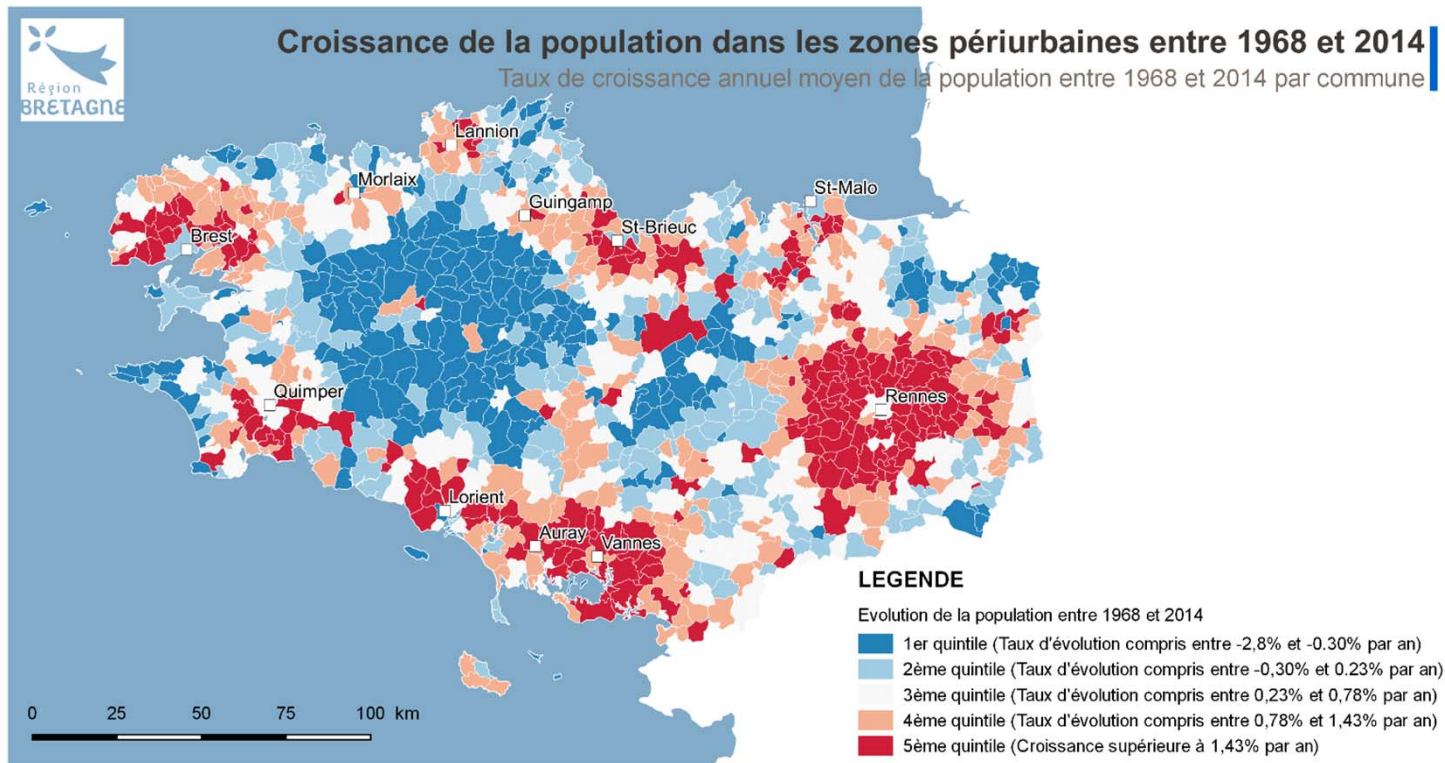 Croissance de la population dans les zones périurbaines entre 1968 et 2014
Taux de croissance annuel moyen de la population entre 1968 et 2014 par commune
Région
BRETAGNE
Lannion
Morlaix
St-Malo
Guingamp
St-Brieuc
Brest
Quimper
Rennes
Lorient
Auray
Vannes
LEGENDE
Evolution de la population entre 1968 et 2014
1er quintile (Taux d'évolution compris entre -2,8% et -0.30% par an)
2ème quintile (Taux d'évolution compris entre -0,30% et 0.23% par an)
3ème quintile (Taux d'évolution compris entre 0,23% et 0,78% par an)
4ème quintile (Taux d'évolution compris entre 0,78% et 1,43% par an)
5ème quintile (Croissance supérieure à 1,43% par an)
0 25 50 75 100 km